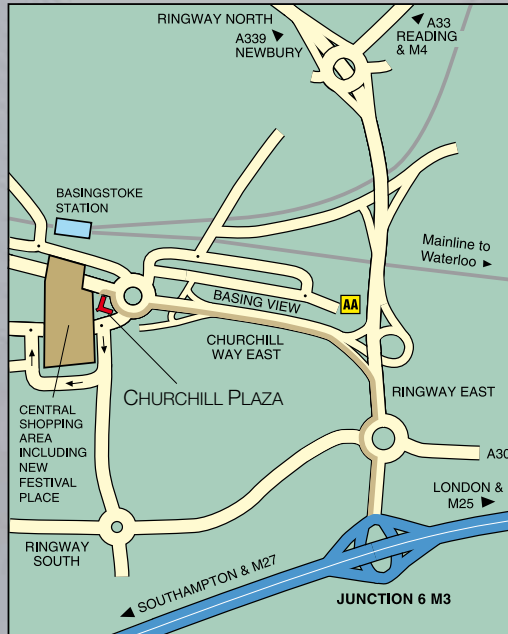 RINGWAY NORTH
A339
NEWBURY
A33
READING
& M4
BASINGSTOKE
STATION
Mainline to
Waterloo
AA
BASING VIEW
CHURCHILL
WAY EAST
CHURCHILL PLAZA
RINGWAY EAST
CENTRAL
SHOPPING
AREA
INCLUDING
NEW
FESTIVAL
PLACE
A30
LONDON &
M25
RINGWAY
SOUTH
SOUTHAMPTON & M27
JUNCTION 6 M3